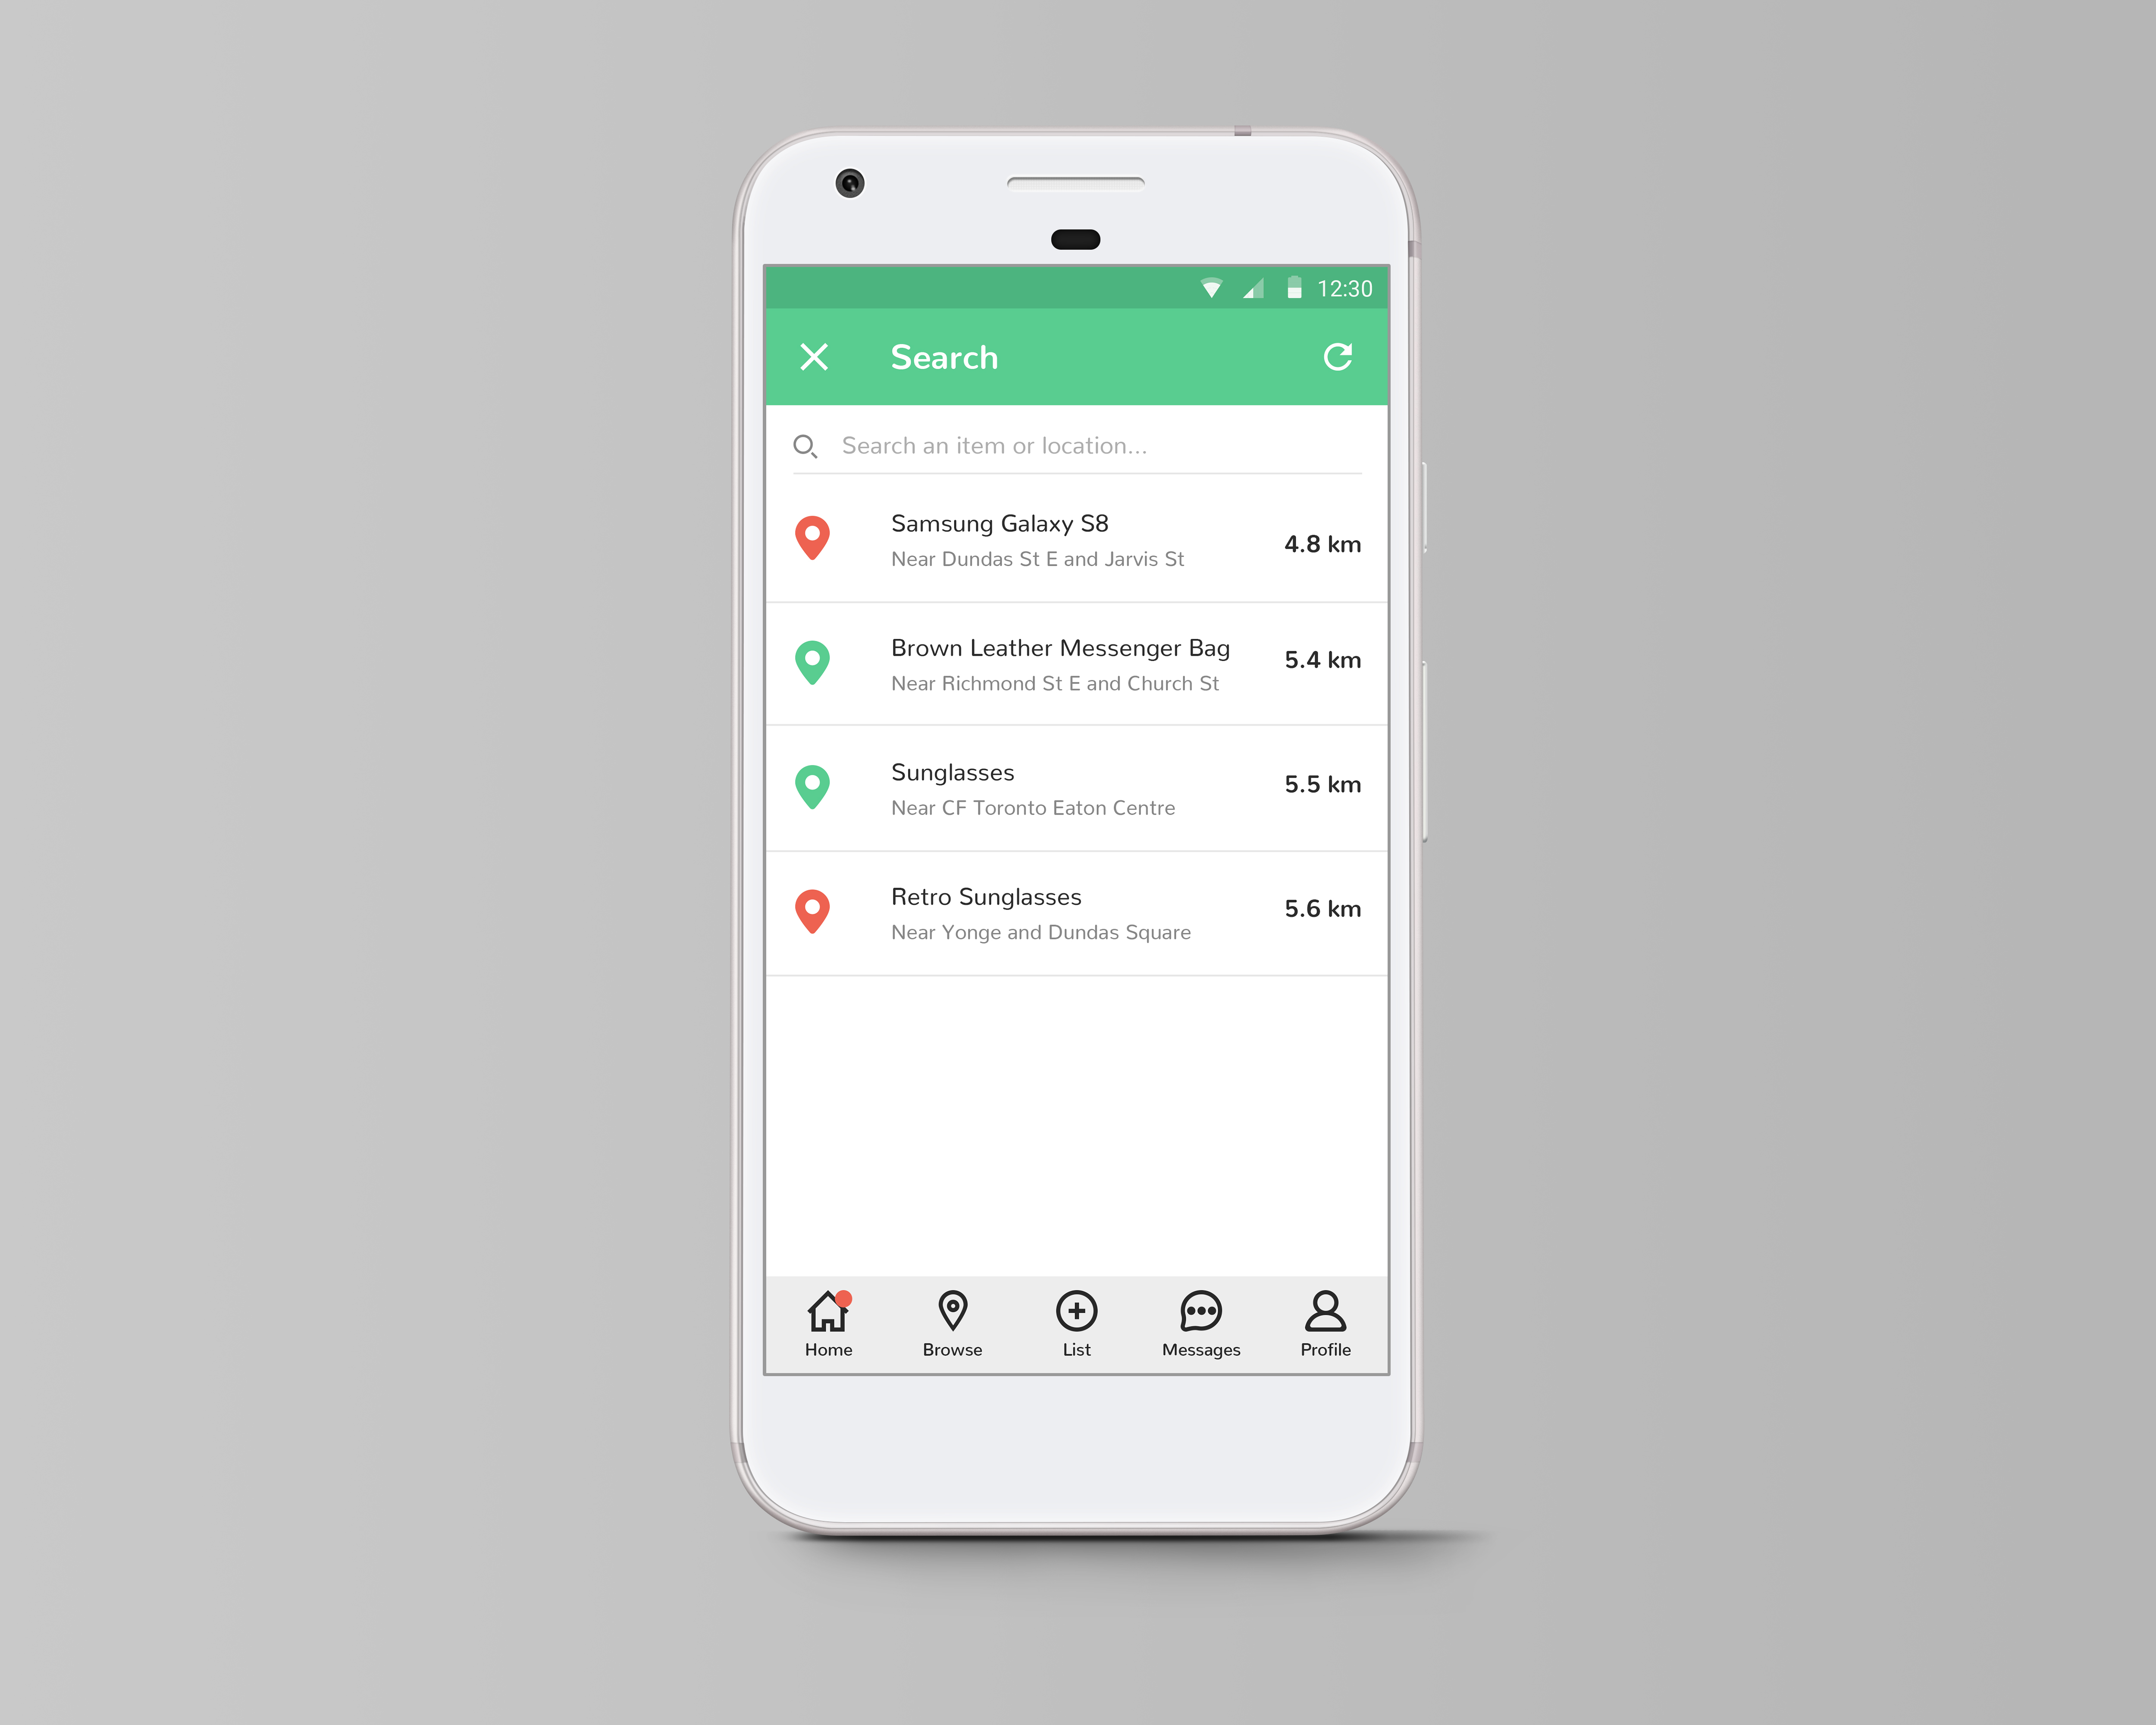 12:30
Search
Search an item or location...
Samsung Galaxy S8
Near Dundas St E and Jarvis St
4.8 km
Brown Leather Messenger Bag
Near Richmond St E and Church St
5.4 km
Sunglasses
Near CF Toronto Eaton Centre
5.5 km
Retro Sunglasses
Near Yonge and Dundas Square
5.6 km
Home
Browse
List
Messages
Profile